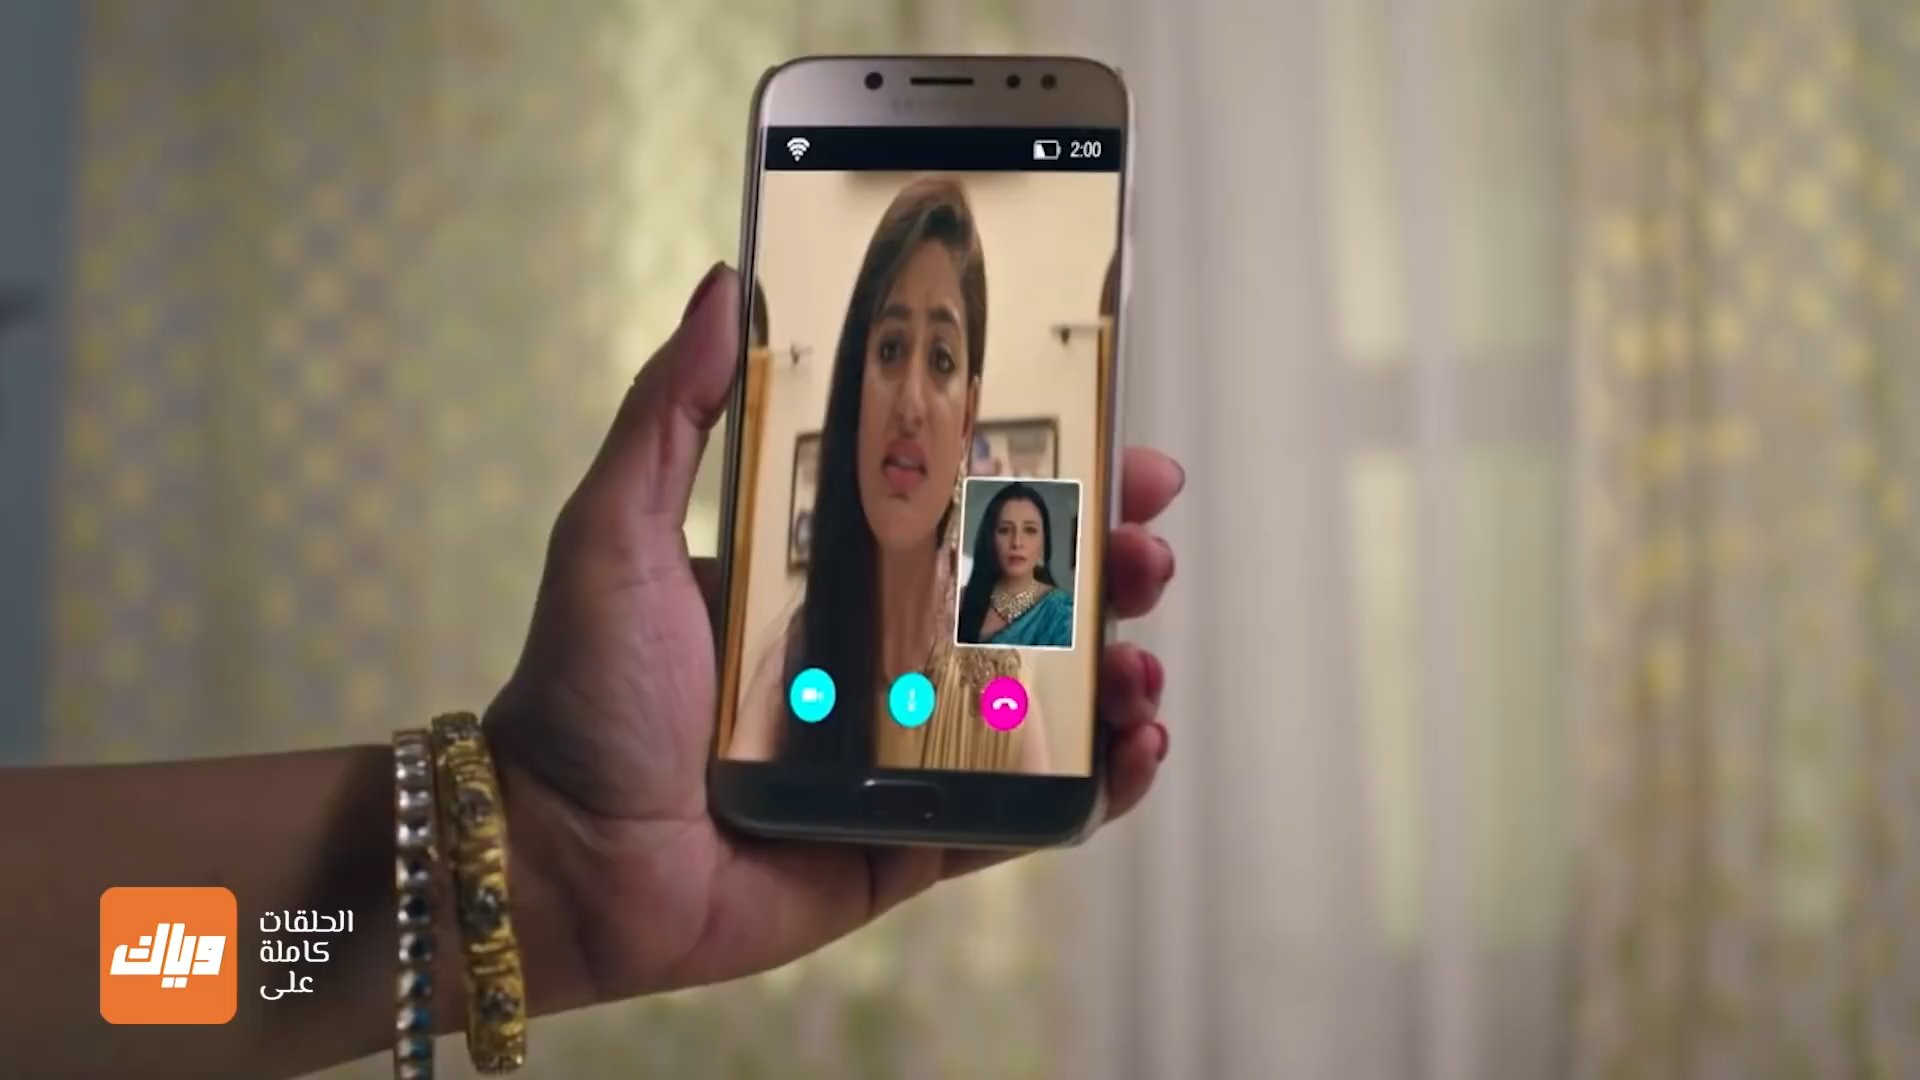 2:00
الحلقات
كاملة
على
وياك